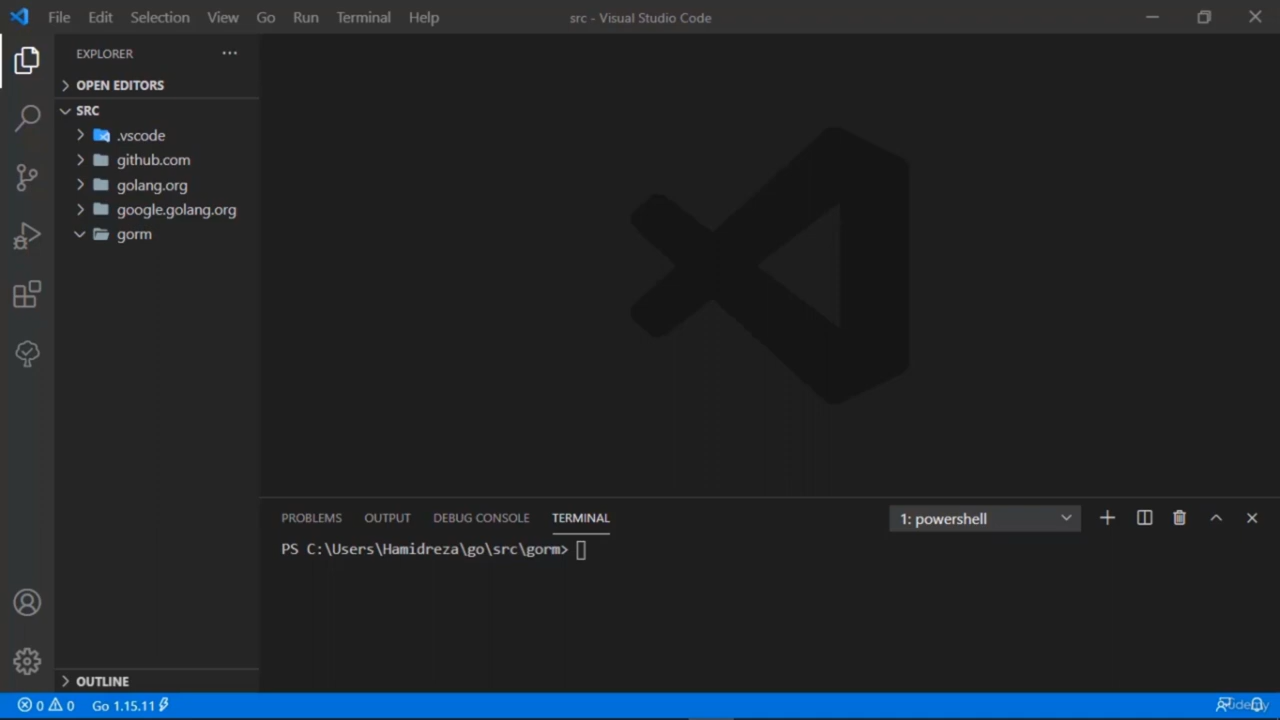 File Edit Selection View Go Run Terminal Help
src - Visual Studio Code
EXPLORER
OPEN EDITORS
SRC
.vscode
github.com
golang.org
google.golang.org
gorm
PROBLEMS OUTPUT DEBUG CONSOLE TERMINAL
1: powershell
PS C:\Users\Hamidreza\go\src\gorm>
OUTLINE
0 0 Go 1.15.11